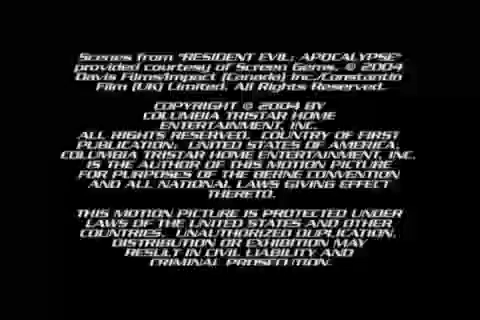 Scenes from "RESIDENT EVIL: APOCALYPSE"
provided courtesy of Screen Gems. © 2004
Davis Films/Impact (Canada) Inc./Constantin
Film (UK) Limited. All Rights Reserved.
COPYRIGHT © 2004 BY
COLUMBIA TRISTAR HOME
ENTERTAINMENT, INC.
ALL RIGHTS RESERVED. COUNTRY OF FIRST
PUBLICATION: UNITED STATES OF AMERICA.
COLUMBIA TRISTAR HOME ENTERTAINMENT, INC.
IS THE AUTHOR OF THIS MOTION PICTURE
FOR PURPOSES OF THE BERNE CONVENTION
AND ALL NATIONAL LAWS GIVING EFFECT
THERETO.
THIS MOTION PICTURE IS PROTECTED UNDER
LAWS OF THE UNITED STATES AND OTHER
COUNTRIES. UNAUTHORIZED DUPLICATION,
DISTRIBUTION OR EXHIBITION MAY
RESULT IN CIVIL LIABILITY AND
CRIMINAL PROSECUTION.